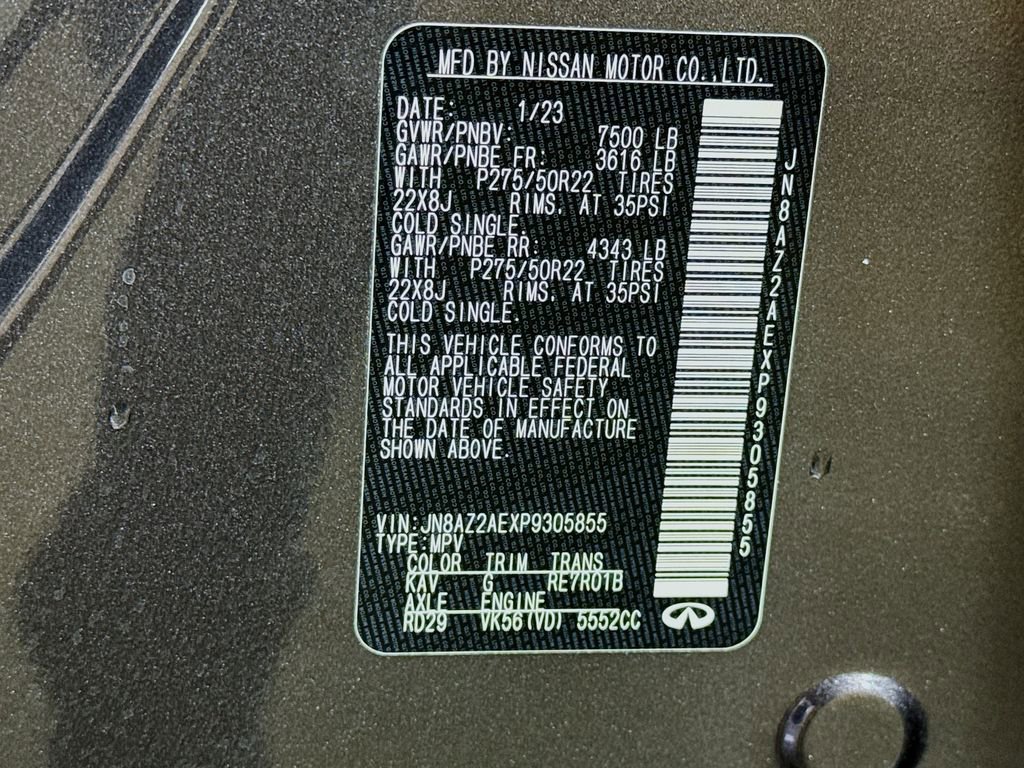 MFD BY NISSAN MOTOR CO.,LTD.
DATE: 1/23
GVWR/PNBV: 7500 LB
GAWR/PNBE FR: 3616 LB
WITH P275/50R22 TIRES
22X8J RIMS, AT 35PSI
COLD SINGLE,
GAWR/PNBE RR: 4343 LB
WITH P275/50R22 TIRES
22X8J RIMS, AT 35PSI
COLD SINGLE.
THIS VEHICLE CONFORMS TO
ALL APPLICABLE FEDERAL
MOTOR VEHICLE SAFETY
STANDARDS IN EFFECT ON
THE DATE OF MANUFACTURE
SHOWN ABOVE.
VIN:JN8AZ2AEXP9305855
TYPE:MPV
COLOR TRIM TRANS
KAV G RE7R01B
AXLE ENGINE
RD29 VK56(VD) 5552CC
JN8AZ2AEXP9305855